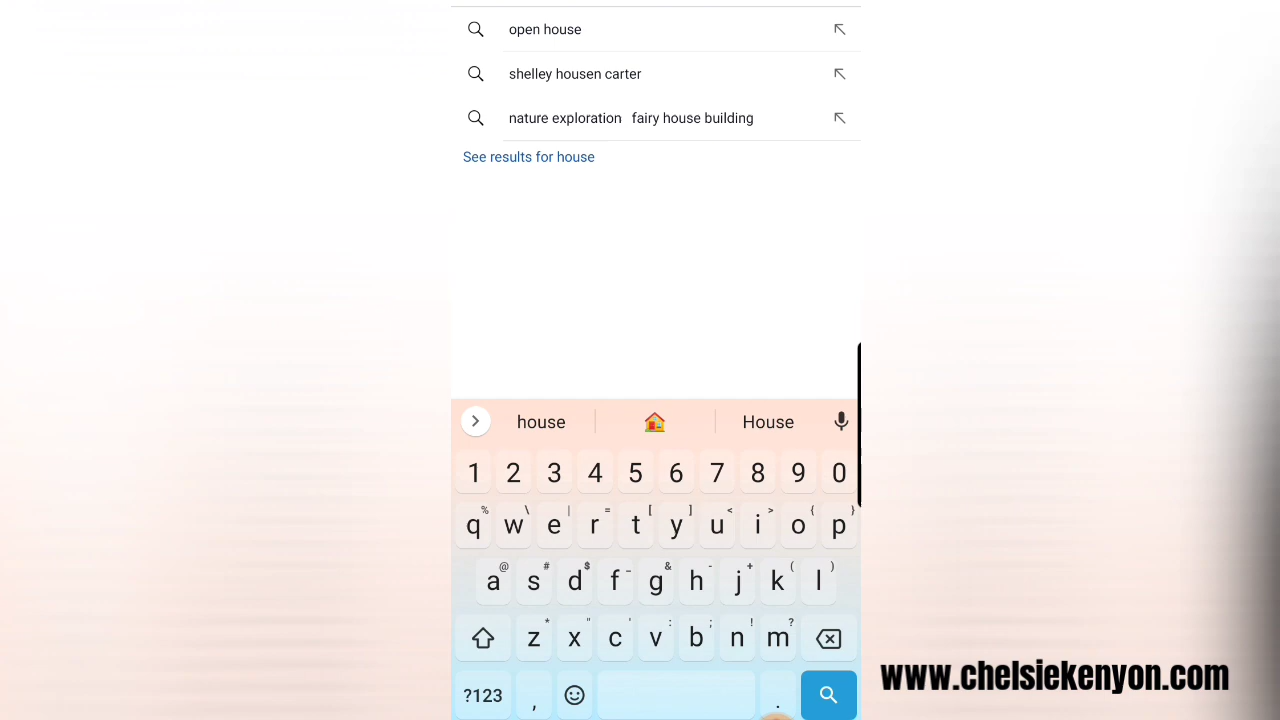 open house
shelley housen carter
nature exploration fairy house building
See results for house
house House
1 2 3 4 5 6 7 8 9 0
% \ | = [ ] < > { }
q w e r t y u i o p
@ # $ _ & - + ( )
a s d f g h j k l
* " ' : ; ! ?
z x c v b n m
?123 , .
www.chelsiekenyon.com